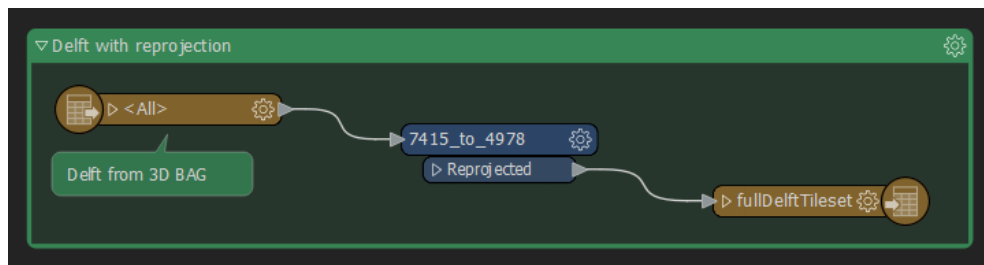 Delft with reprojection
<All>
7415_to_4978
Delft from 3D BAG
Reprojected
fullDelftTileset